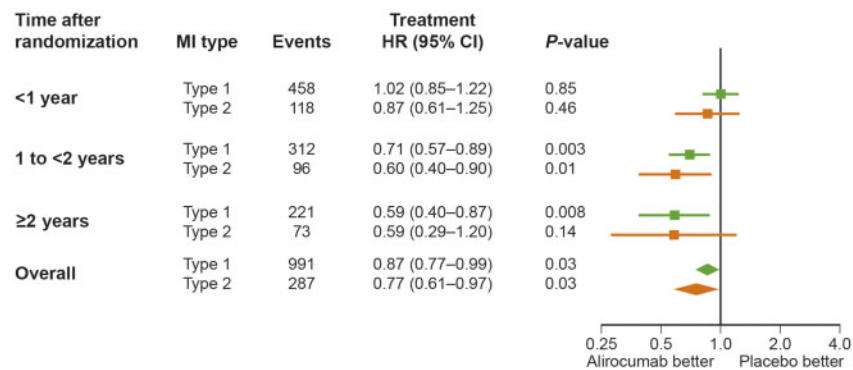 Time after randomization MI type Events Treatment HR (95% CI) P-value
<1 year Type 1 458 1.02 (0.85–1.22) 0.85
Type 2 118 0.87 (0.61–1.25) 0.46
1 to <2 years Type 1 312 0.71 (0.57–0.89) 0.003
Type 2 96 0.60 (0.40–0.90) 0.01
≥2 years Type 1 221 0.59 (0.40–0.87) 0.008
Type 2 73 0.59 (0.29–1.20) 0.14
Overall Type 1 991 0.87 (0.77–0.99) 0.03
Type 2 287 0.77 (0.61–0.97) 0.03
0.25 0.5 1.0 2.0 4.0
Alirocumab better Placebo better